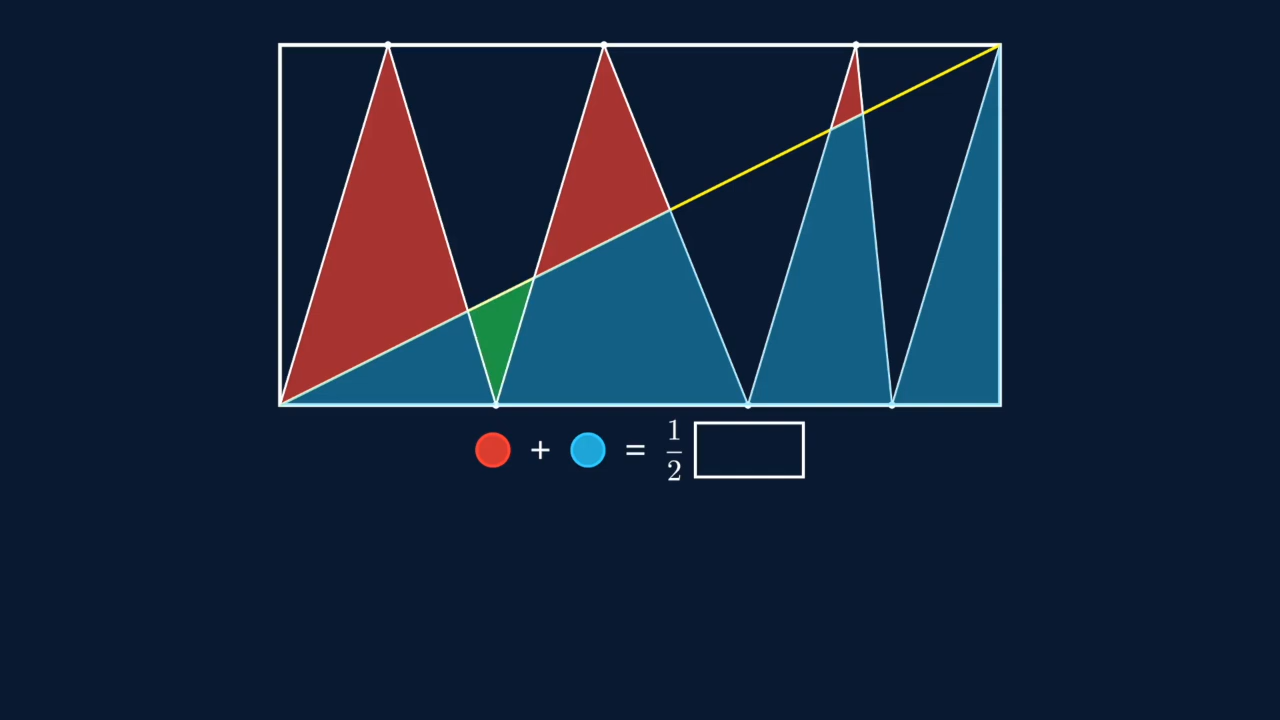 + = 1/2